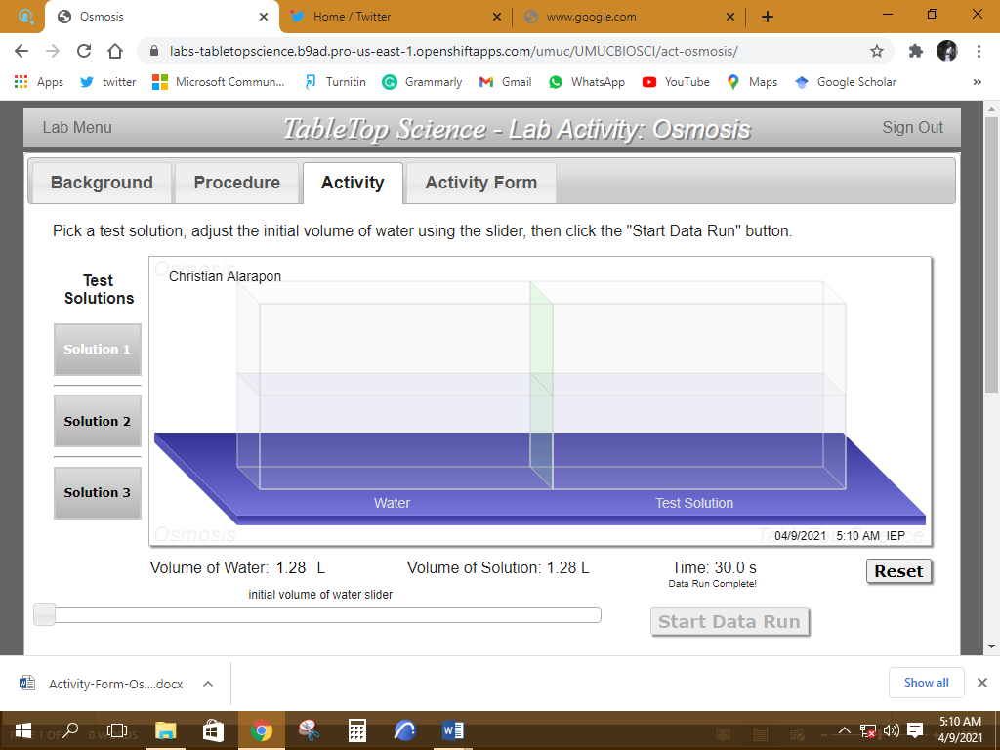 Osmosis
Home / Twitter
www.google.com
labs-tabletopscience.b9ad.pro-us-east-1.openshiftapps.com/umuc/UMUCBIOSCI/act-osmosis/
Apps
twitter
Microsoft Commun...
Turnitin
Grammarly
Gmail
WhatsApp
YouTube
Maps
Google Scholar
»
Lab Menu
TableTop Science - Lab Activity: Osmosis
Sign Out
Background
Procedure
Activity
Activity Form
Pick a test solution, adjust the initial volume of water using the slider, then click the "Start Data Run" button.
Test
Solutions
Solution 1
Solution 2
Solution 3
Osmosis
Christian Alarapon
Water
Test Solution
Osmosis
04/9/2021 5:10 AM IEP
Volume of Water: 1.28 L
Volume of Solution: 1.28 L
Time: 30.0 s
Data Run Complete!
Reset
initial volume of water slider
Start Data Run
Activity-Form-Os....docx
Show all
5:10 AM
4/9/2021